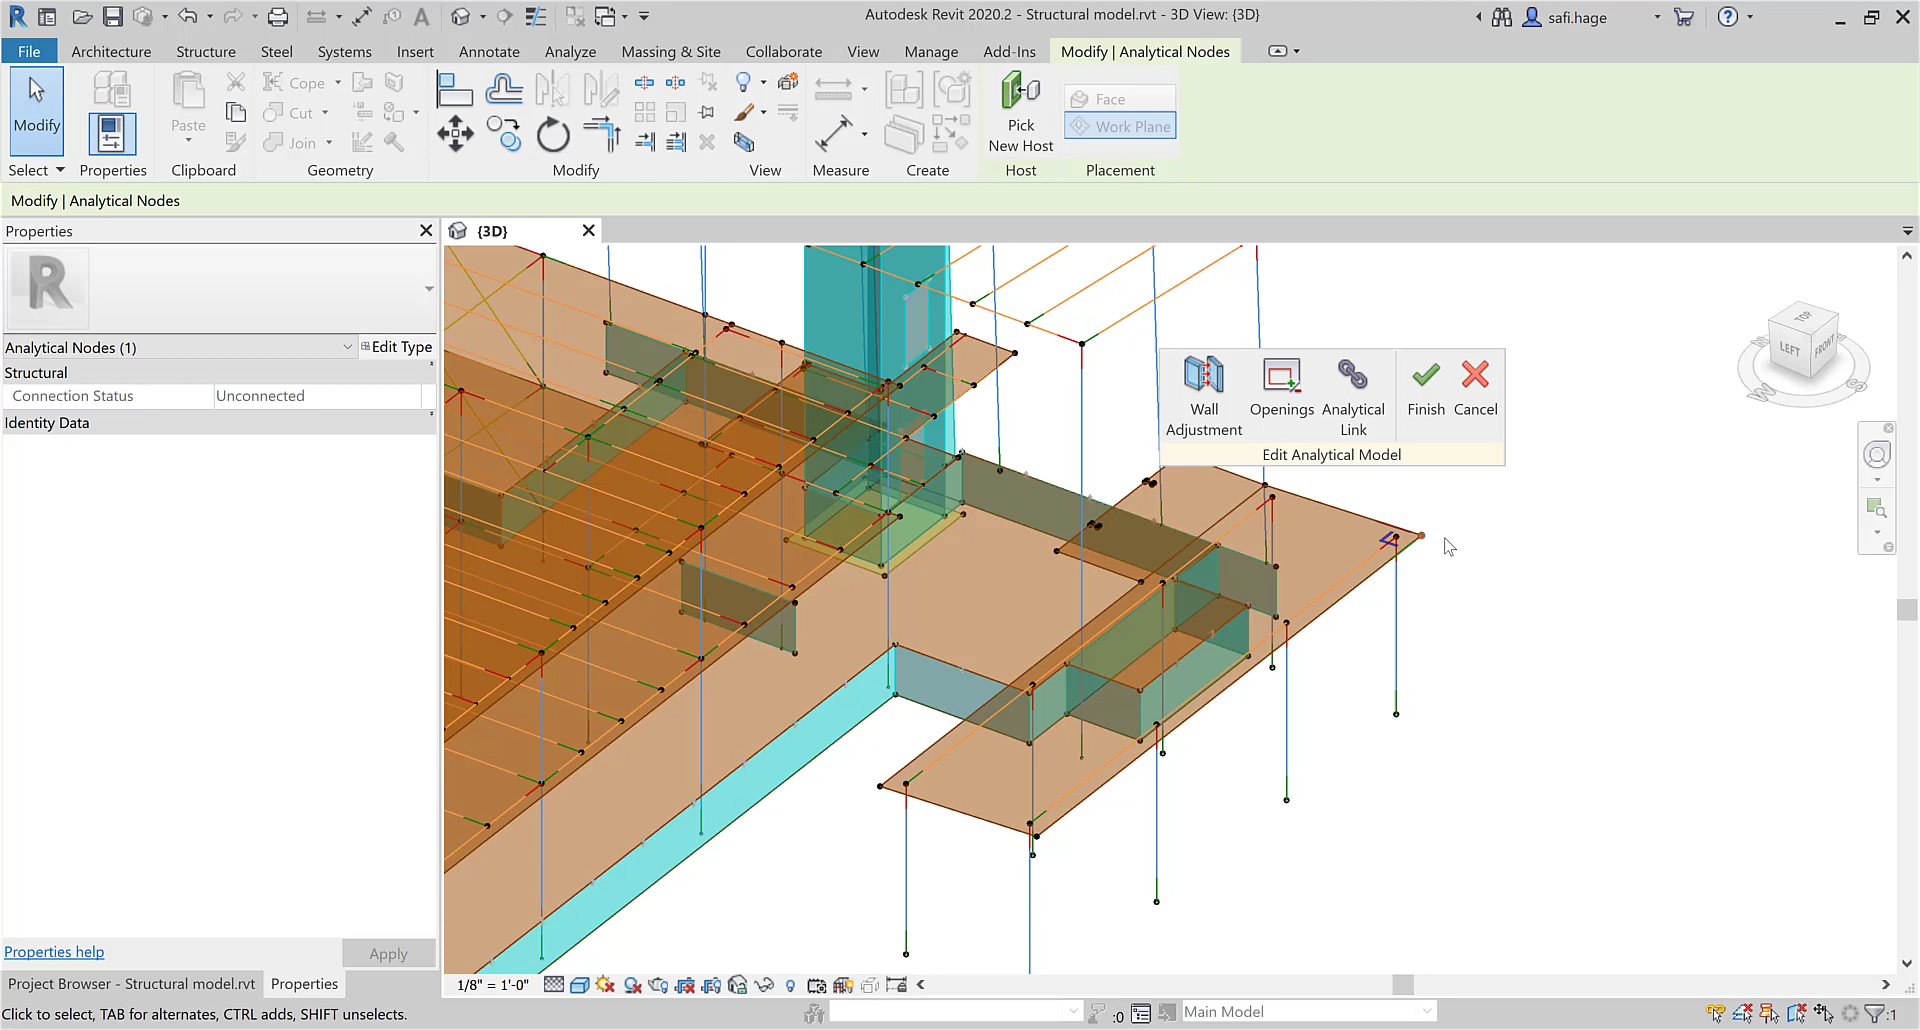 Autodesk Revit 2020.2 - Structural model.rvt - 3D View: {3D}
safi.hage
File
Architecture
Structure
Steel
Systems
Insert
Annotate
Analyze
Massing & Site
Collaborate
View
Manage
Add-Ins
Modify | Analytical Nodes
Modify
Select
Properties
Paste
Clipboard
Cope
Cut
Join
Geometry
Modify
View
Measure
Create
Pick
New Host
Host
Face
Work Plane
Placement
Modify | Analytical Nodes
Properties
{3D}
R
Analytical Nodes (1)
Edit Type
Structural
Connection Status
Unconnected
Identity Data
Wall
Adjustment
Openings
Analytical
Link
Finish
Cancel
Edit Analytical Model
TOP
LEFT
FRONT
W
S
Properties help
Apply
Project Browser - Structural model.rvt
Properties
1/8" = 1'-0"
Click to select, TAB for alternates, CTRL adds, SHIFT unselects.
:0
Main Model
:1